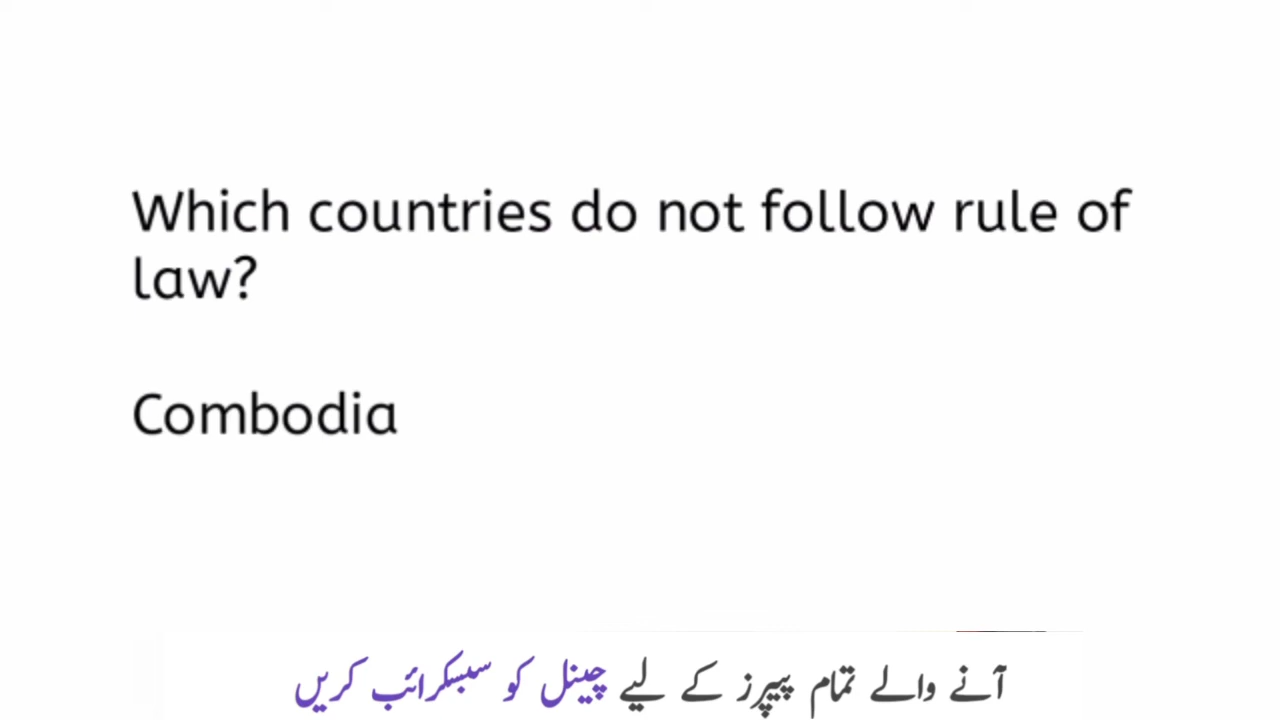 Which countries do not follow rule of
law?
Combodia
آنے والے تمام پیپرز کے لیے چینل کو سبسکرائب کریں